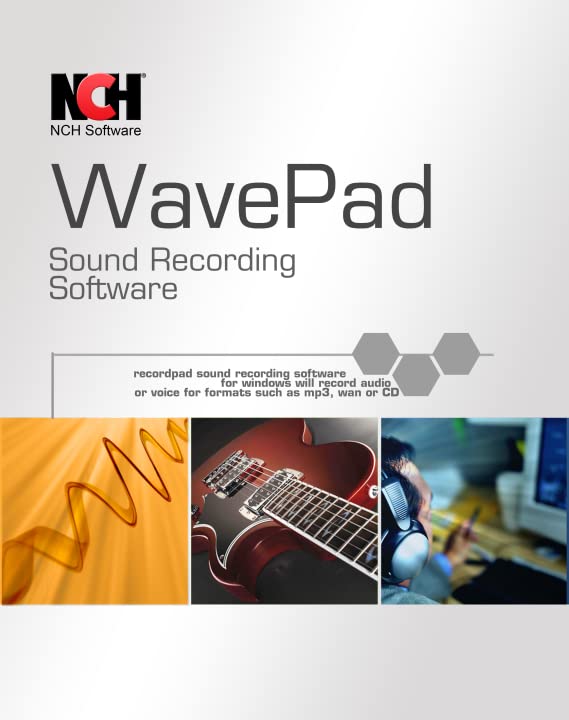 NCH®
NCH Software
WavePad
Sound Recording
Software
recordpad sound recording software
for windows will record audio
or voice for formats such as mp3, wan or CD